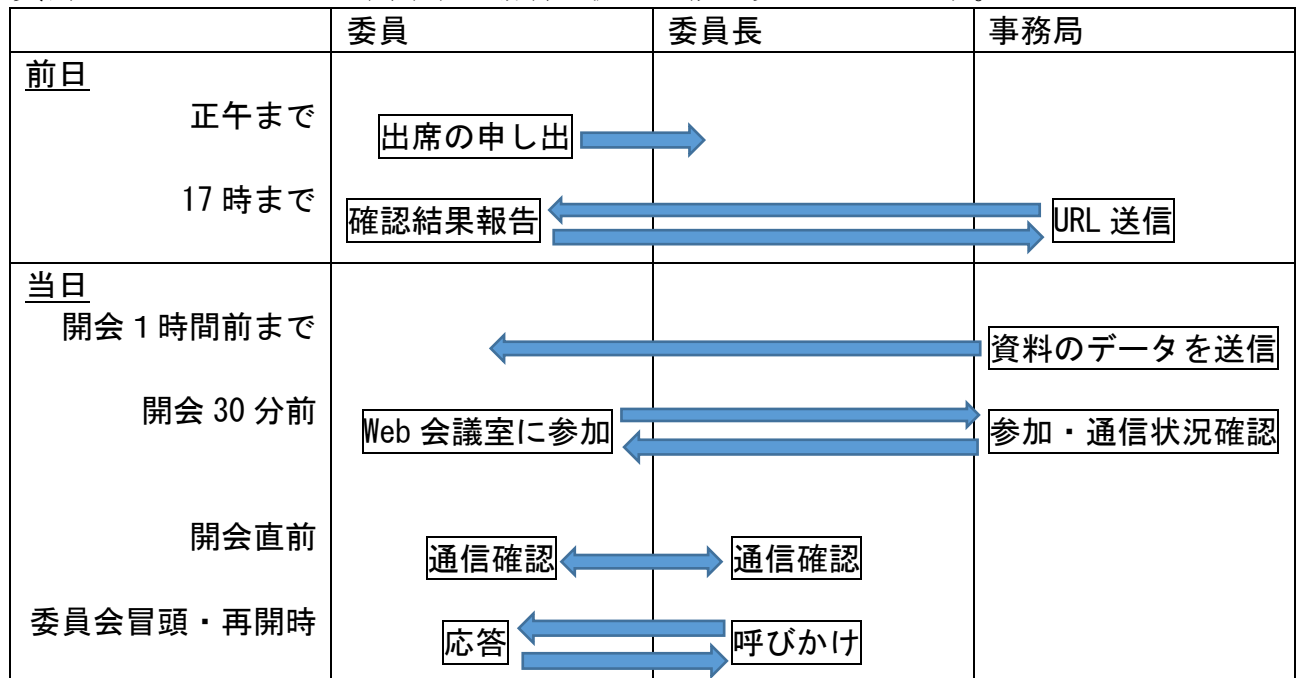 委員 委員長 事務局
前日
正午まで
出席の申し出
17時まで
確認結果報告 URL 送信
当日
開会１時間前まで
資料のデータを送信
開会 30 分前
Web 会議室に参加 参加・通信状況確認
開会直前
通信確認 通信確認
委員会冒頭・再開時
応答 呼びかけ